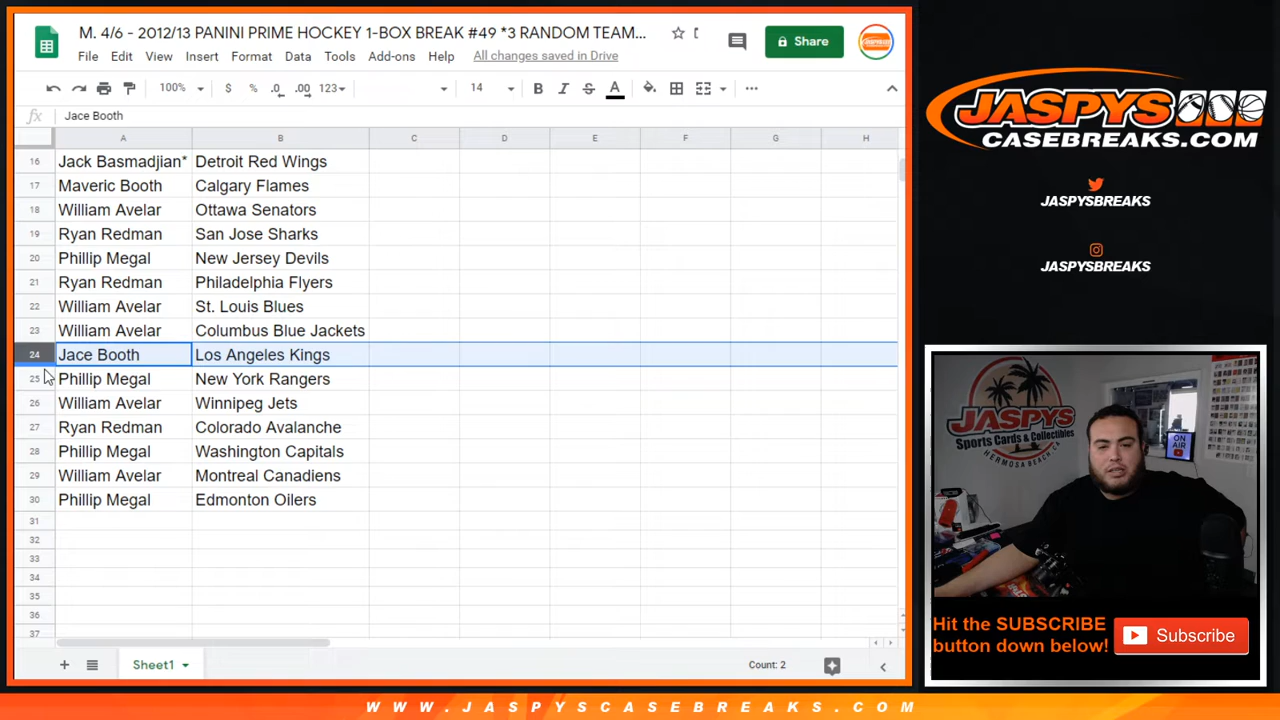 M. 4/6 - 2012/13 PANINI PRIME HOCKEY 1-BOX BREAK #49 *3 RANDOM TEAM...
File Edit View Insert Format Data Tools Add-ons Help All changes saved in Drive
Share
100% $ % .0 .00 123 14 B I S A
fx Jace Booth
A B C D E F G H
16 Jack Basmadjian* Detroit Red Wings
17 Maveric Booth Calgary Flames
18 William Avelar Ottawa Senators
19 Ryan Redman San Jose Sharks
20 Phillip Megal New Jersey Devils
21 Ryan Redman Philadelphia Flyers
22 William Avelar St. Louis Blues
23 William Avelar Columbus Blue Jackets
24 Jace Booth Los Angeles Kings
25 Phillip Megal New York Rangers
26 William Avelar Winnipeg Jets
27 Ryan Redman Colorado Avalanche
28 Phillip Megal Washington Capitals
29 William Avelar Montreal Canadiens
30 Phillip Megal Edmonton Oilers
31
32
33
34
35
36
37
Sheet1
Count: 2
JASPYS
CASEBREAKS.COM
JASPYSBREAKS
JASPYSBREAKS
JASPYS
Sports Cards & Collectibles
HERMOSA BEACH, CA
ON
AIR
Hit the SUBSCRIBE
button down below!
Subscribe
WWW.JASPYSCASEBREAKS.COM